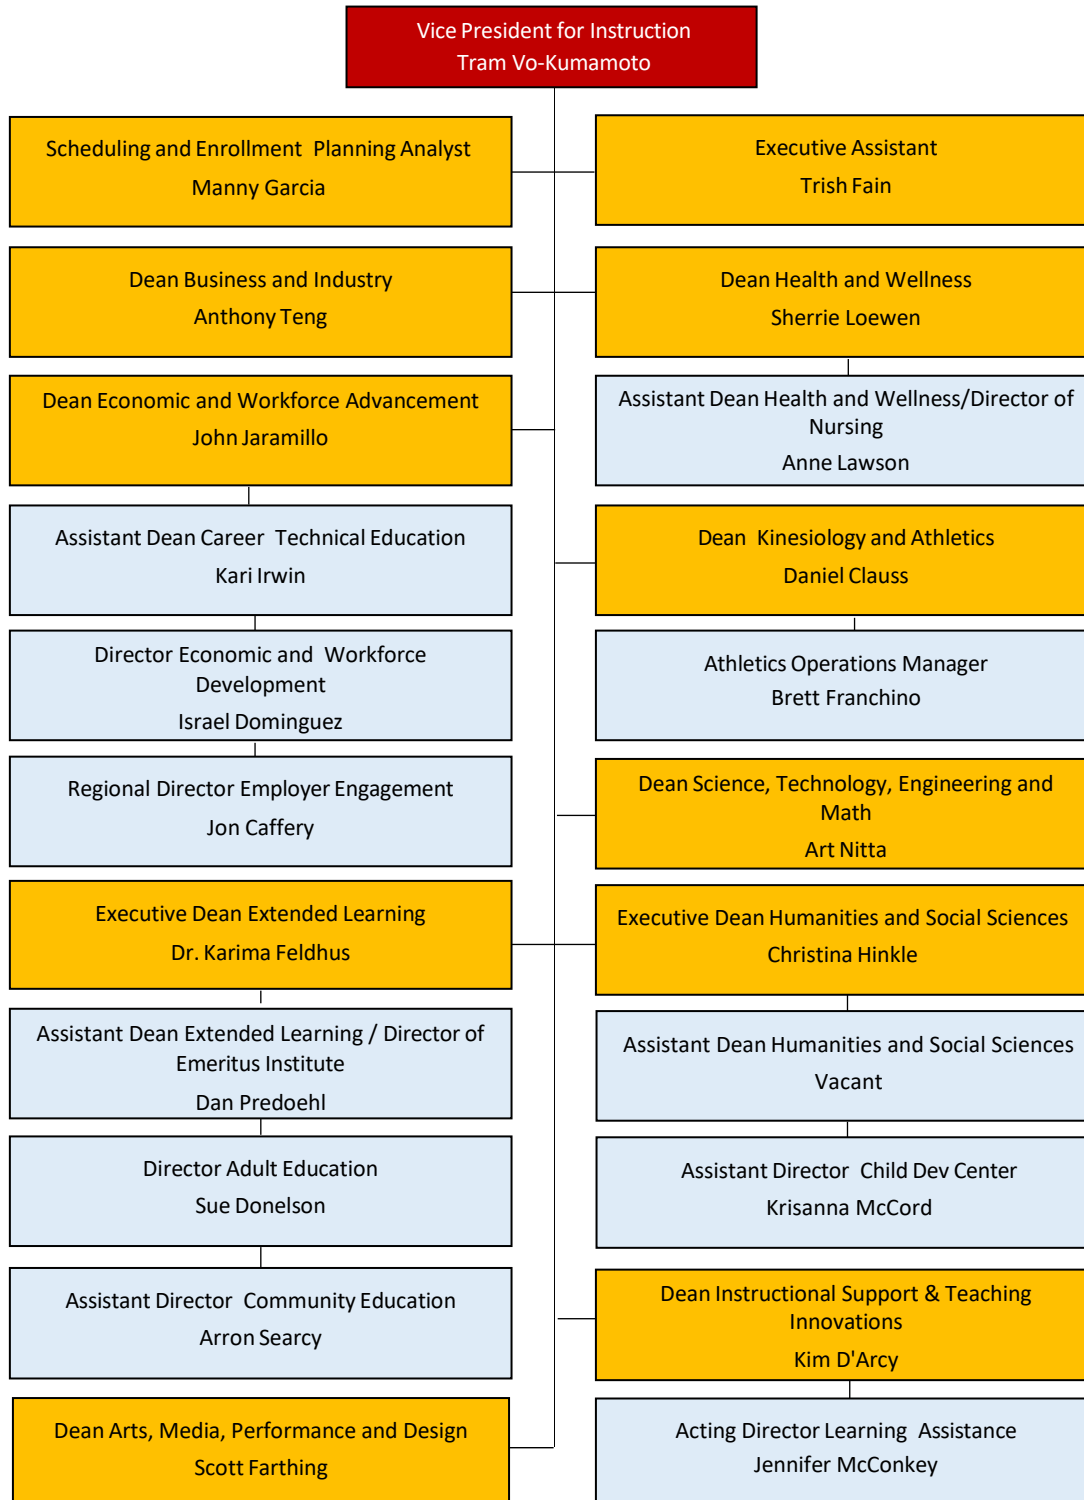 Vice President for Instruction
Tram Vo-Kumamoto
Scheduling and Enrollment Planning Analyst
Manny Garcia
Executive Assistant
Trish Fain
Dean Business and Industry
Anthony Teng
Dean Health and Wellness
Sherrie Loewen
Dean Economic and Workforce Advancement
John Jaramillo
Assistant Dean Health and Wellness/Director of
Nursing
Anne Lawson
Assistant Dean Career Technical Education
Kari Irwin
Dean Kinesiology and Athletics
Daniel Clauss
Director Economic and Workforce
Development
Israel Dominguez
Athletics Operations Manager
Brett Franchino
Regional Director Employer Engagement
Jon Caffery
Dean Science, Technology, Engineering and
Math
Art Nitta
Executive Dean Extended Learning
Dr. Karima Feldhus
Executive Dean Humanities and Social Sciences
Christina Hinkle
Assistant Dean Extended Learning / Director of
Emeritus Institute
Dan Predoehl
Assistant Dean Humanities and Social Sciences
Vacant
Director Adult Education
Sue Donelson
Assistant Director Child Dev Center
Krisanna McCord
Assistant Director Community Education
Arron Searcy
Dean Instructional Support & Teaching
Innovations
Kim D'Arcy
Dean Arts, Media, Performance and Design
Scott Farthing
Acting Director Learning Assistance
Jennifer McConkey